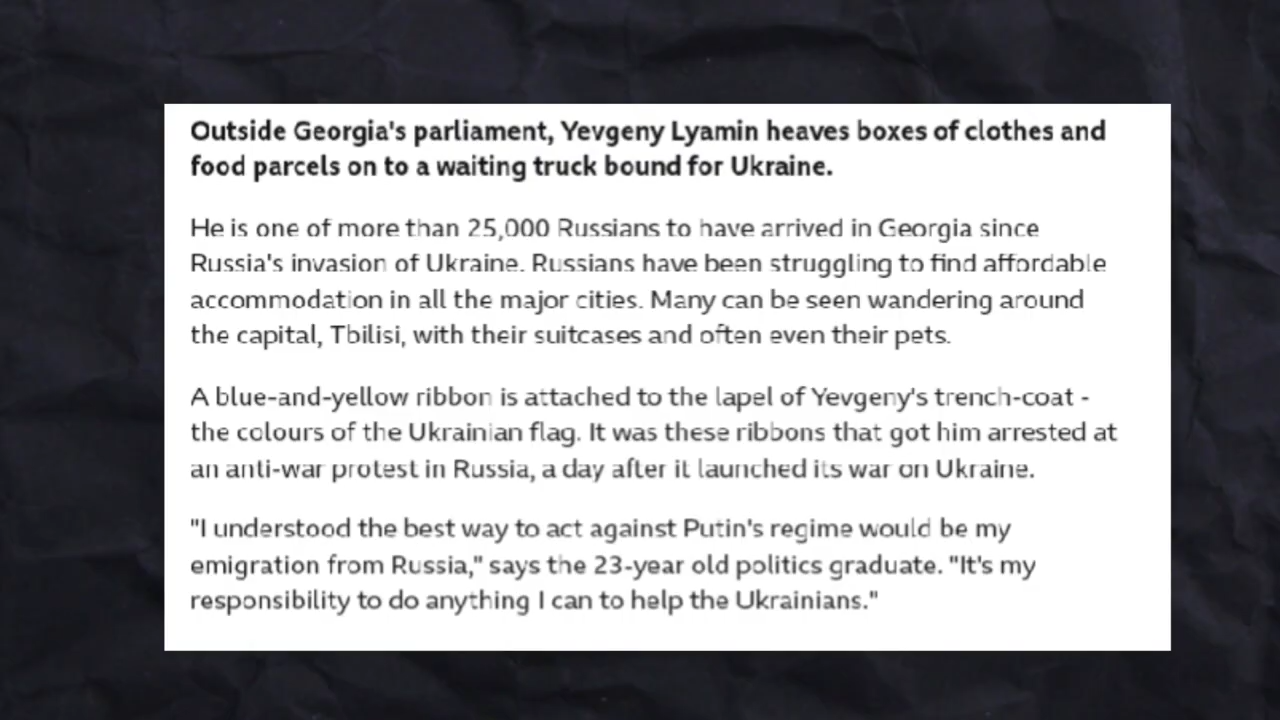 Outside Georgia's parliament, Yevgeny Lyamin heaves boxes of clothes and
food parcels on to a waiting truck bound for Ukraine.
He is one of more than 25,000 Russians to have arrived in Georgia since
Russia's invasion of Ukraine. Russians have been struggling to find affordable
accommodation in all the major cities. Many can be seen wandering around
the capital, Tbilisi, with their suitcases and often even their pets.
A blue-and-yellow ribbon is attached to the lapel of Yevgeny's trench-coat -
the colours of the Ukrainian flag. It was these ribbons that got him arrested at
an anti-war protest in Russia, a day after it launched its war on Ukraine.
"I understood the best way to act against Putin's regime would be my
emigration from Russia," says the 23-year old politics graduate. "It's my
responsibility to do anything I can to help the Ukrainians."